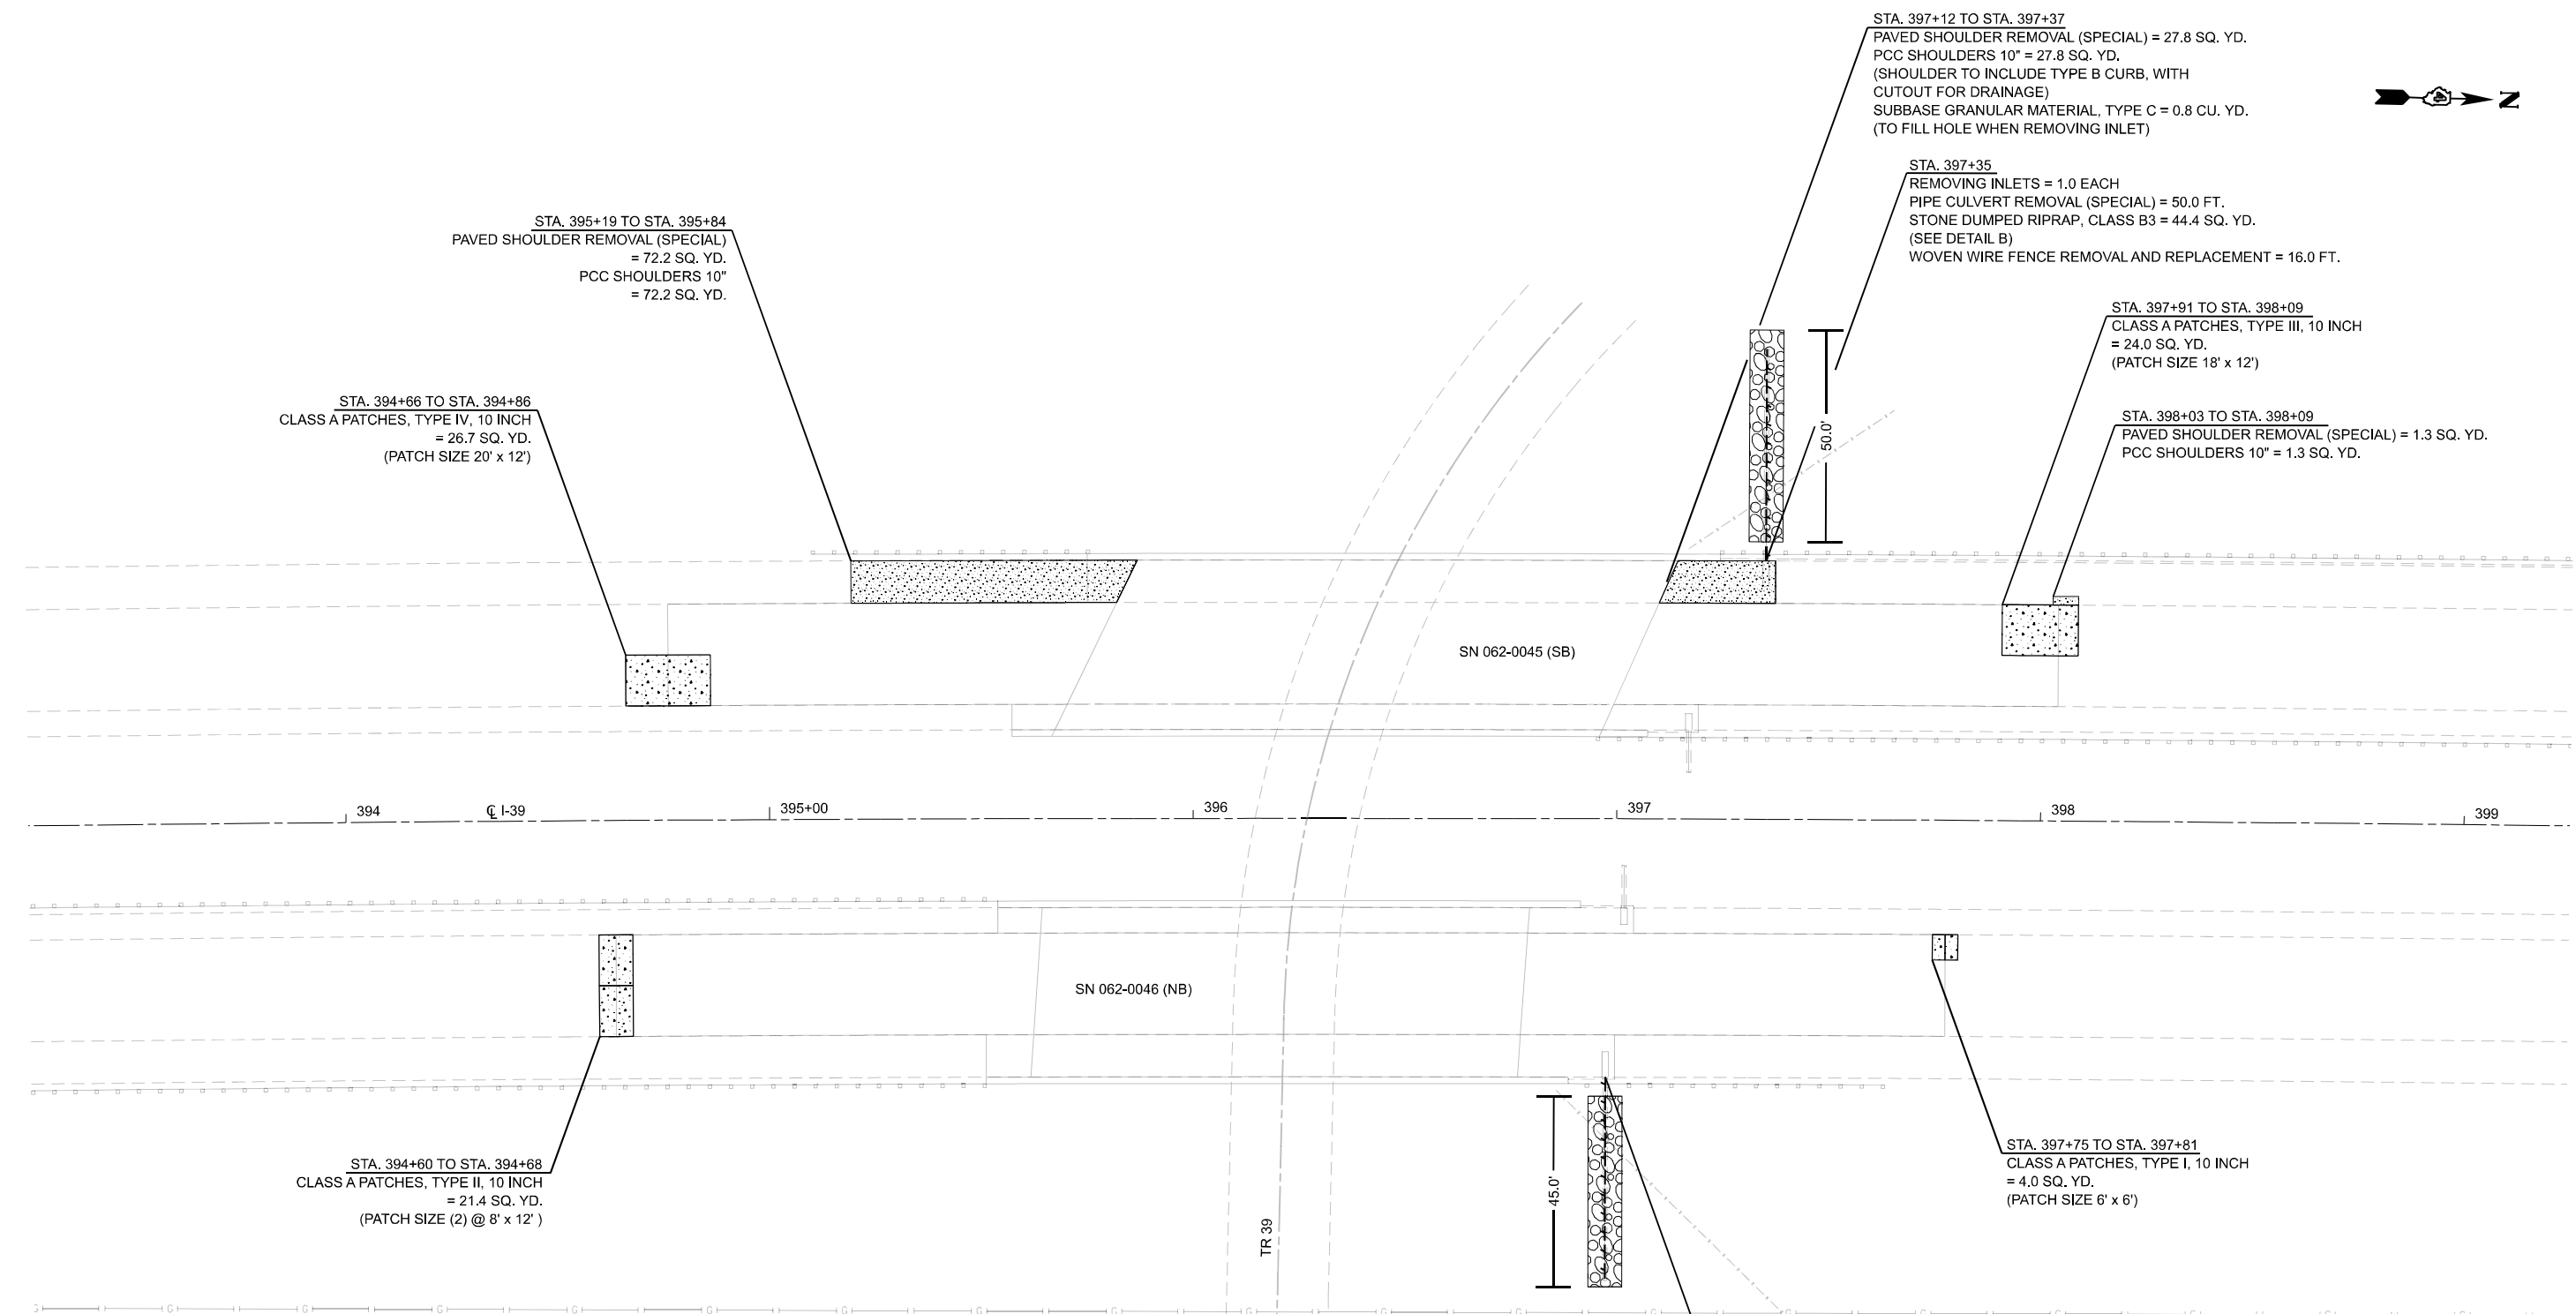 STA. 397+12 TO STA. 397+37
PAVED SHOULDER REMOVAL (SPECIAL) = 27.8 SQ. YD.
PCC SHOULDERS 10" = 27.8 SQ. YD.
(SHOULDER TO INCLUDE TYPE B CURB, WITH
CUTOUT FOR DRAINAGE)
SUBBASE GRANULAR MATERIAL, TYPE C = 0.8 CU. YD.
(TO FILL HOLE WHEN REMOVING INLET)
N
STA. 397+35
REMOVING INLETS = 1.0 EACH
PIPE CULVERT REMOVAL (SPECIAL) = 50.0 FT.
STONE DUMPED RIPRAP, CLASS B3 = 44.4 SQ. YD.
(SEE DETAIL B)
WOVEN WIRE FENCE REMOVAL AND REPLACEMENT = 16.0 FT.
STA. 395+19 TO STA. 395+84
PAVED SHOULDER REMOVAL (SPECIAL)
= 72.2 SQ. YD.
PCC SHOULDERS 10"
= 72.2 SQ. YD.
STA. 397+91 TO STA. 398+09
CLASS A PATCHES, TYPE III, 10 INCH
= 24.0 SQ. YD.
(PATCH SIZE 18' x 12')
STA. 394+66 TO STA. 394+86
CLASS A PATCHES, TYPE IV, 10 INCH
= 26.7 SQ. YD.
(PATCH SIZE 20' x 12')
STA. 398+03 TO STA. 398+09
PAVED SHOULDER REMOVAL (SPECIAL) = 1.3 SQ. YD.
PCC SHOULDERS 10" = 1.3 SQ. YD.
50.0'
SN 062-0045 (SB)
394
℄ I-39
395+00
396
397
398
399
SN 062-0046 (NB)
STA. 394+60 TO STA. 394+68
CLASS A PATCHES, TYPE II, 10 INCH
= 21.4 SQ. YD.
(PATCH SIZE (2) @ 8' x 12' )
TR 39
45.0'
STA. 397+75 TO STA. 397+81
CLASS A PATCHES, TYPE I, 10 INCH
= 4.0 SQ. YD.
(PATCH SIZE 6' x 6')
G G G G G G G G G G G G G G G G